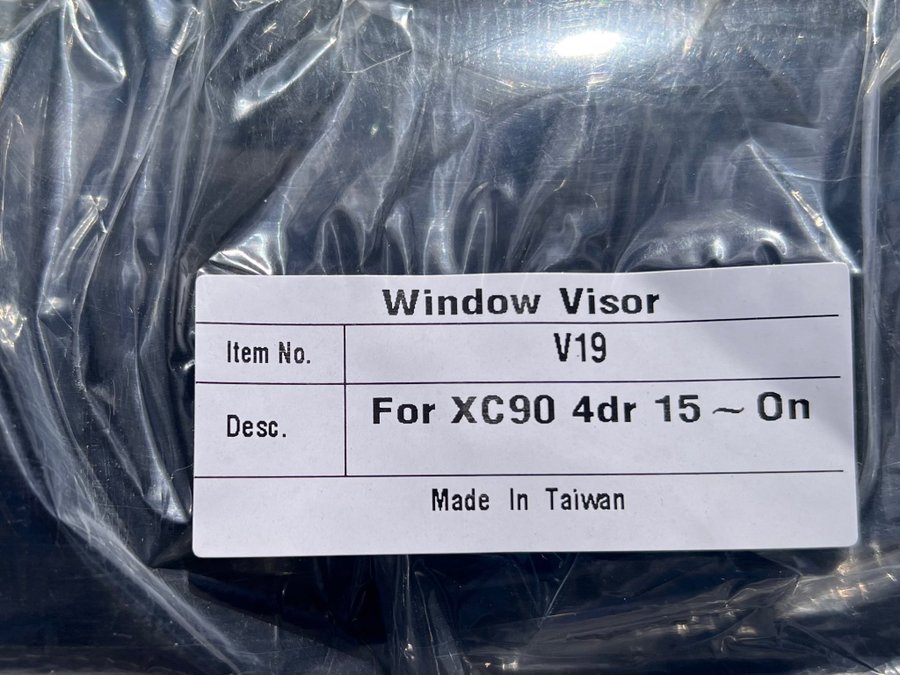 Window Visor
Item No. V19
Desc. For XC90 4dr 15 ~ On
Made In Taiwan